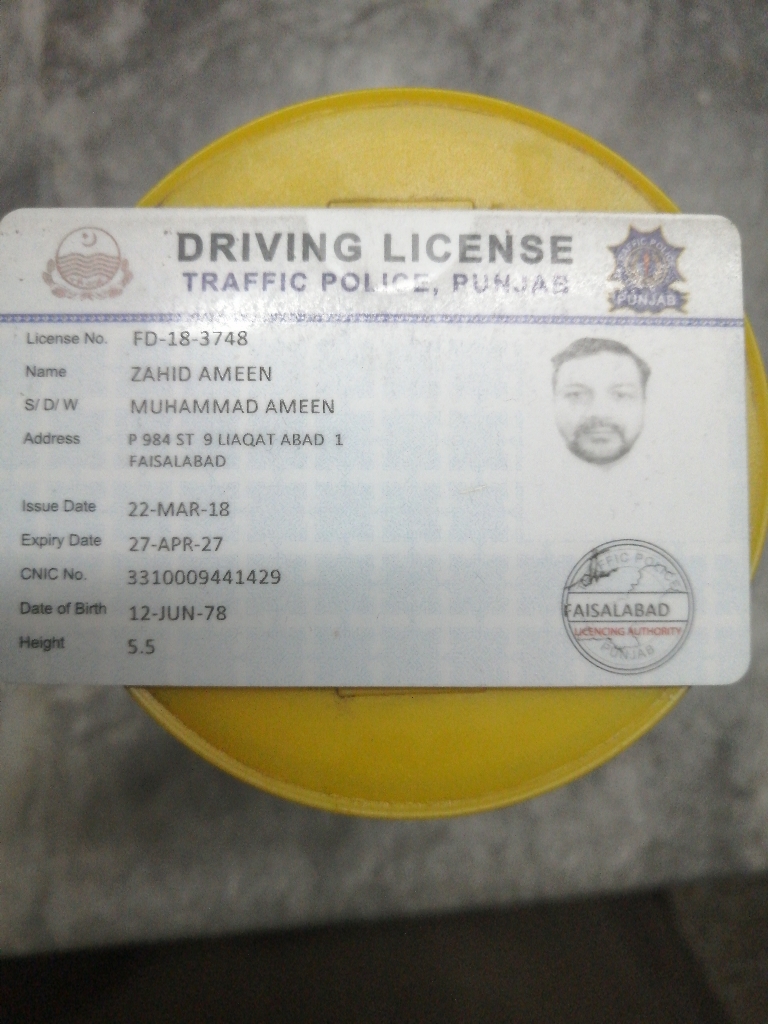 DRIVING LICENSE
TRAFFIC POLICE, PUNJAB
PUNJAB
License No. FD-18-3748
Name ZAHID AMEEN
S/ D/ W MUHAMMAD AMEEN
Address P 984 ST 9 LIAQAT ABAD 1
FAISALABAD
Issue Date 22-MAR-18
Expiry Date 27-APR-27
CNIC No. 3310009441429
Date of Birth 12-JUN-78
Height 5.5
TRAFFIC POLICE
FAISALABAD
LICENCING AUTHORITY
PUNJAB